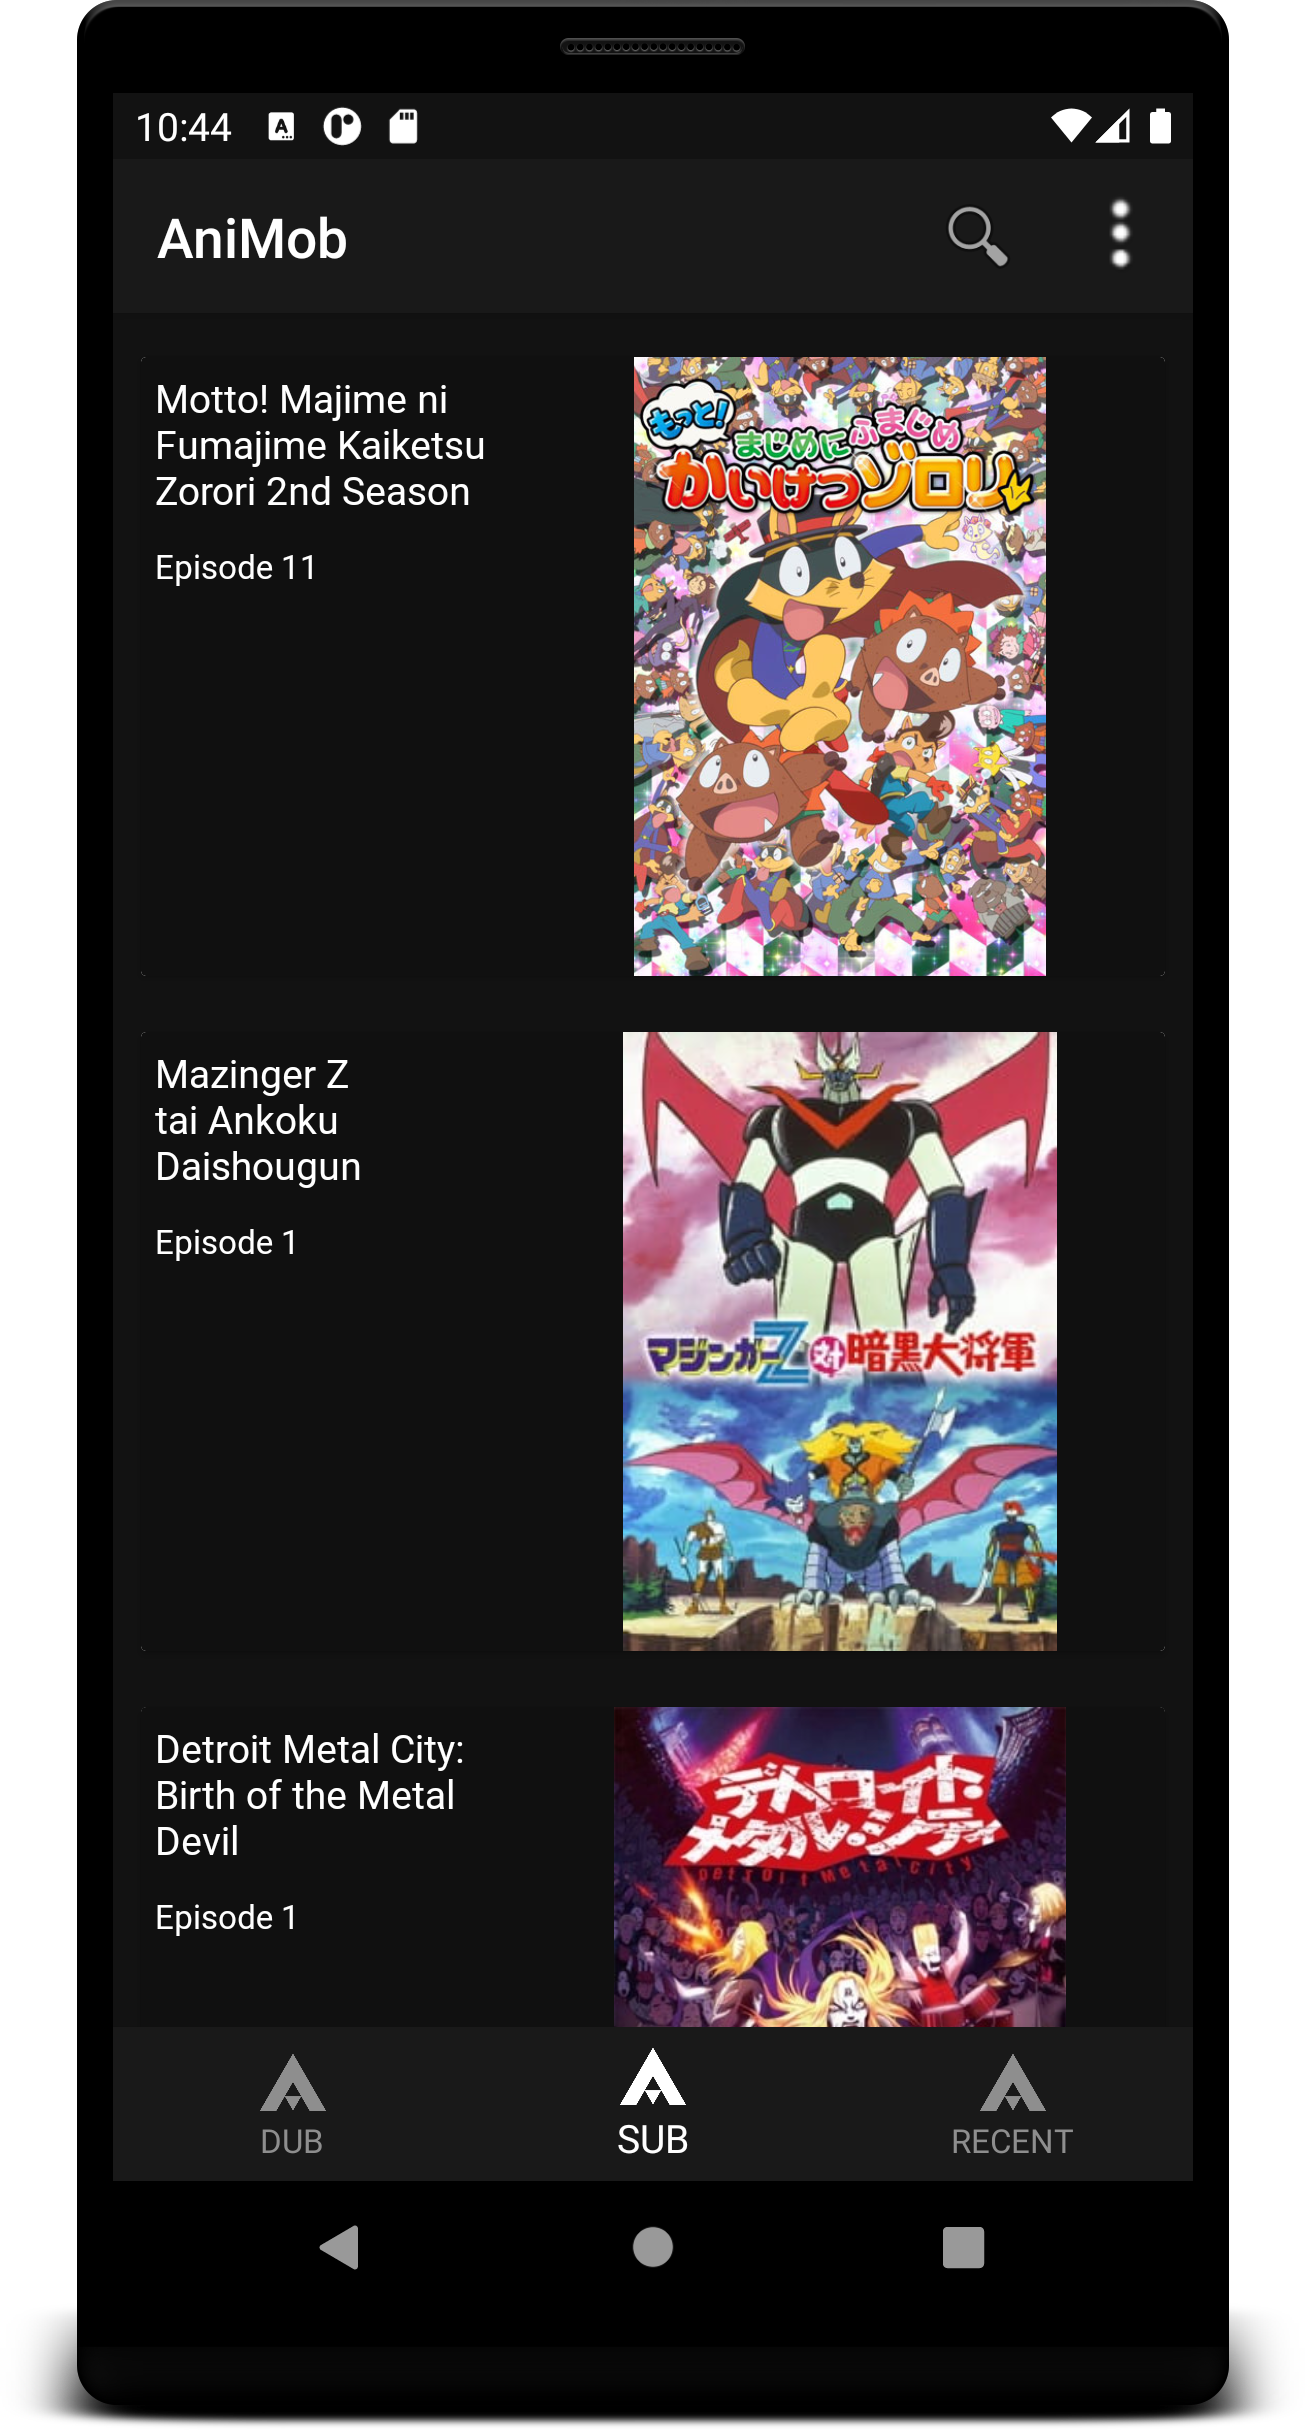 10:44
AniMob
Motto! Majime ni
Fumajime Kaiketsu
Zorori 2nd Season
Episode 11
もっと!
まじめにふまじめ
かいけつゾロリ
Mazinger Z
tai Ankoku
Daishougun
Episode 1
マジンガーZ対暗黒大将軍
Detroit Metal City:
Birth of the Metal
Devil
Episode 1
デトロイト・
メタル・シティ
Detroit Metal City
DUB
SUB
RECENT